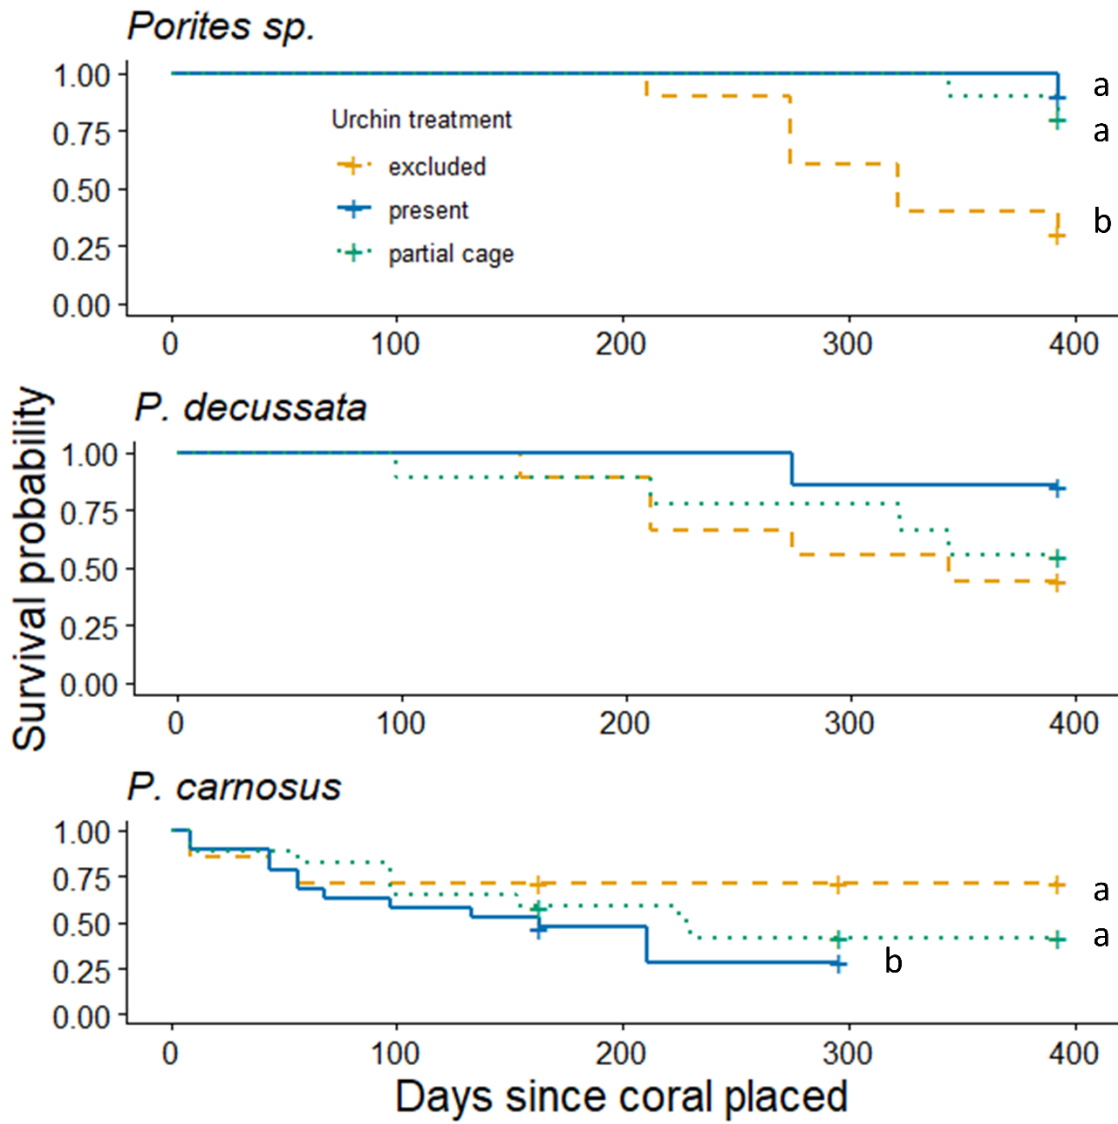 Porites sp.
1.00
0.75
0.50
0.25
0.00
Urchin treatment
excluded
present
partial cage
a
a
b
0 100 200 300 400
P. decussata
1.00
0.75
0.50
0.25
0.00
0 100 200 300 400
Survival probability
P. carnosus
1.00
0.75
0.50
0.25
0.00
a
a
b
0 100 200 300 400
Days since coral placed